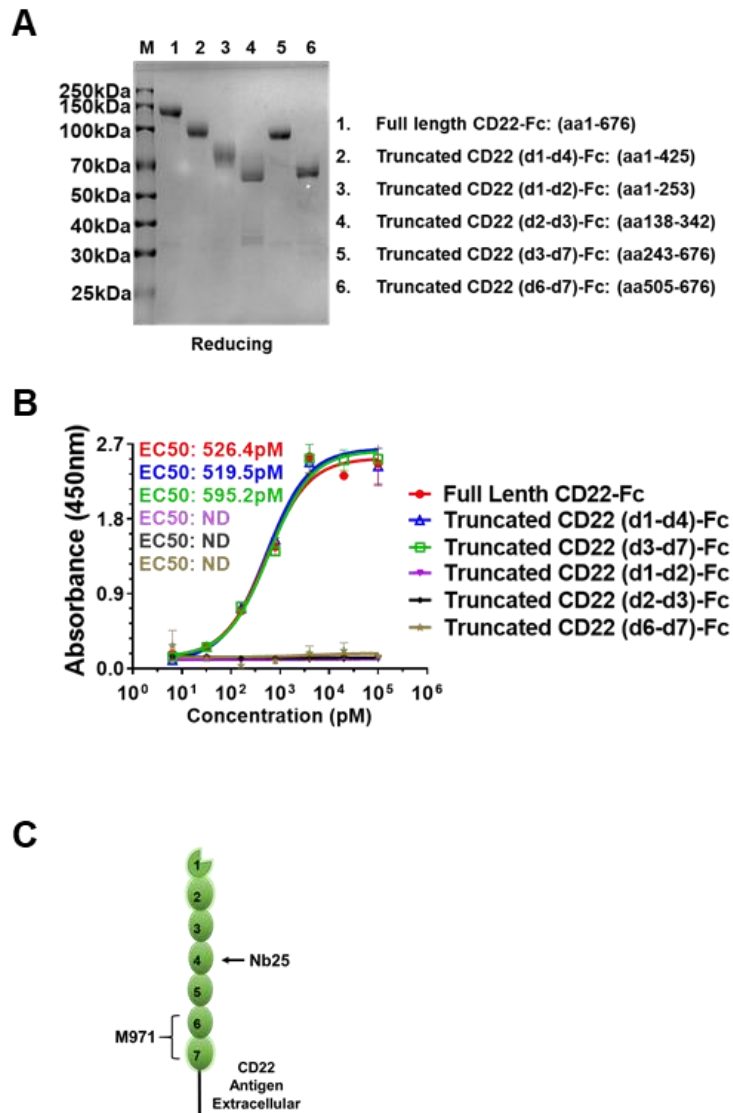 A
M 1 2 3 4 5 6
250kDa
150kDa
100kDa
70kDa
50kDa
40kDa
30kDa
25kDa
Reducing
1. Full length CD22-Fc: (aa1-676)
2. Truncated CD22 (d1-d4)-Fc: (aa1-425)
3. Truncated CD22 (d1-d2)-Fc: (aa1-253)
4. Truncated CD22 (d2-d3)-Fc: (aa138-342)
5. Truncated CD22 (d3-d7)-Fc: (aa243-676)
6. Truncated CD22 (d6-d7)-Fc: (aa505-676)
B
Absorbance (450nm)
2.7
1.8
0.9
0.0
EC50: 526.4pM
EC50: 519.5pM
EC50: 595.2pM
EC50: ND
EC50: ND
EC50: ND
10⁰ 10¹ 10² 10³ 10⁴ 10⁵ 10⁶
Concentration (pM)
Full Lenth CD22-Fc
Truncated CD22 (d1-d4)-Fc
Truncated CD22 (d3-d7)-Fc
Truncated CD22 (d1-d2)-Fc
Truncated CD22 (d2-d3)-Fc
Truncated CD22 (d6-d7)-Fc
C
1
2
3
4
Nb25
5
6
M971
7
CD22
Antigen
Extracellular